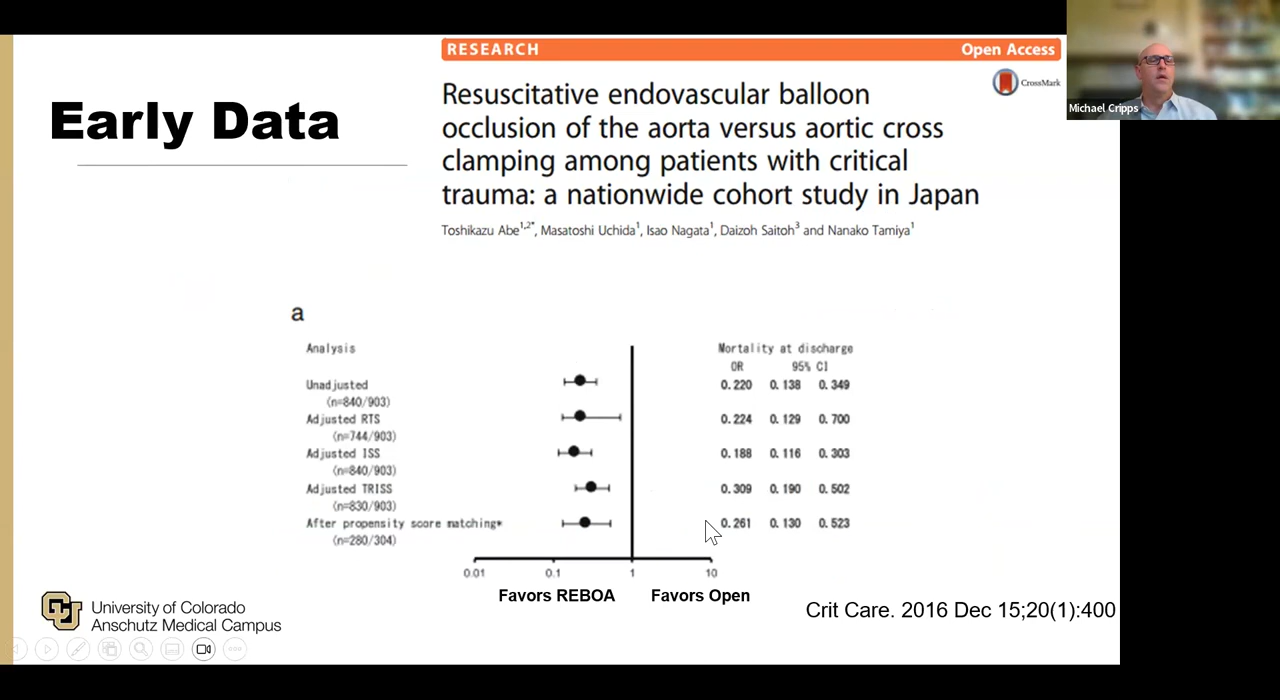 RESEARCH
Open Access
CrossMark
Michael Cripps
Early Data
Resuscitative endovascular balloon
occlusion of the aorta versus aortic cross
clamping among patients with critical
trauma: a nationwide cohort study in Japan
Toshikazu Abe1,2*, Masatoshi Uchida1, Isao Nagata1, Daizoh Saitoh3 and Nanako Tamiya1
a
Analysis Mortality at discharge
OR 95% CI
Unadjusted 0.220 0.138 0.349
(n=840/903)
Adjusted RTS 0.224 0.129 0.700
(n=744/903)
Adjusted ISS 0.188 0.116 0.303
(n=840/903)
Adjusted TRISS 0.309 0.190 0.502
(n=830/903)
After propensity score matching* 0.261 0.130 0.523
(n=280/304)
0.01 0.1 1 10
Favors REBOA Favors Open
University of Colorado
Anschutz Medical Campus
Crit Care. 2016 Dec 15;20(1):400